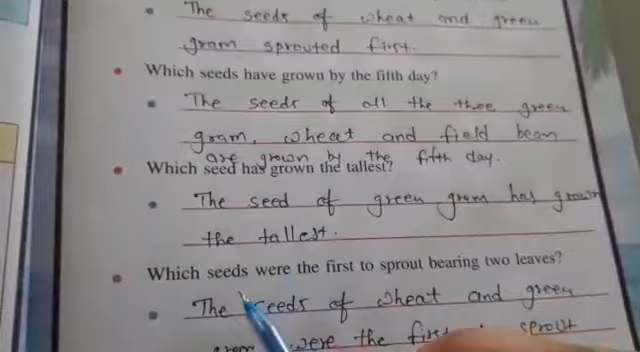 The seeds of wheat and green
gram sprouted first.
Which seeds have grown by the fifth day?
The seeds of all the thee green
gram, wheat and field bean
are grown by the fifth day.
Which seed has grown the tallest?
The seed of green gram has grown
the tallest.
Which seeds were the first to sprout bearing two leaves?
The seeds of wheat and green
were the sprout